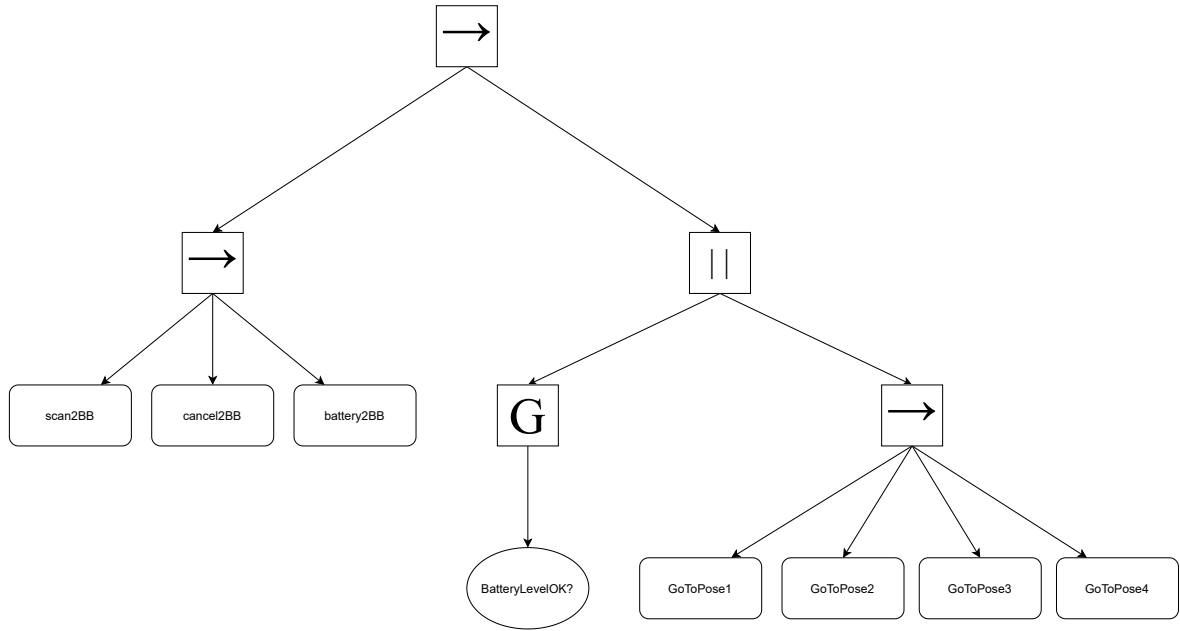 →
→
||
scan2BB
cancel2BB
battery2BB
G
→
BatteryLevelOK?
GoToPose1
GoToPose2
GoToPose3
GoToPose4